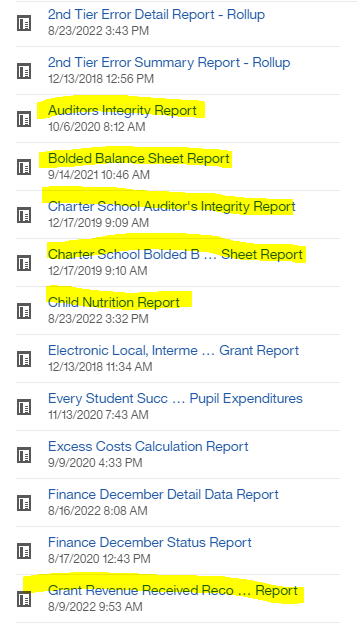 2nd Tier Error Detail Report - Rollup
8/23/2022 3:43 PM
2nd Tier Error Summary Report - Rollup
12/13/2018 12:56 PM
Auditors Integrity Report
10/6/2020 8:12 AM
Bolded Balance Sheet Report
9/14/2021 10:46 AM
Charter School Auditor's Integrity Report
12/17/2019 9:09 AM
Charter School Bolded B ... Sheet Report
12/17/2019 9:10 AM
Child Nutrition Report
8/23/2022 3:32 PM
Electronic Local, Interme ... Grant Report
12/13/2018 11:34 AM
Every Student Succ ... Pupil Expenditures
11/13/2020 7:43 AM
Excess Costs Calculation Report
9/9/2020 4:33 PM
Finance December Detail Data Report
8/16/2022 8:08 AM
Finance December Status Report
8/17/2020 12:43 PM
Grant Revenue Received Reco ... Report
8/9/2022 9:53 AM